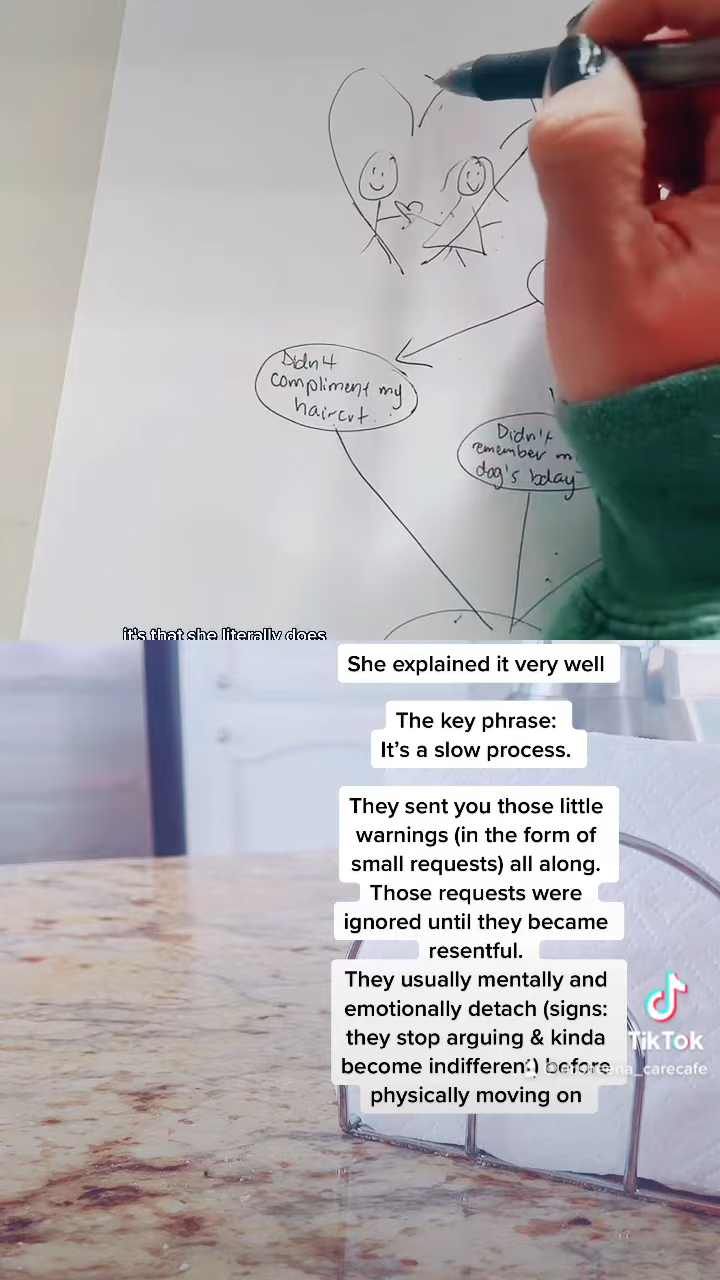 Didn't
compliment my
haircut.
Didn't
remember
dog's bday
it's that she literally does
She explained it very well
The key phrase:
It's a slow process.
They sent you those little
warnings (in the form of
small requests) all along.
Those requests were
ignored until they became
resentful.
They usually mentally and
emotionally detach (signs:
they stop arguing & kinda
become indifferent) before
physically moving on
TikTok